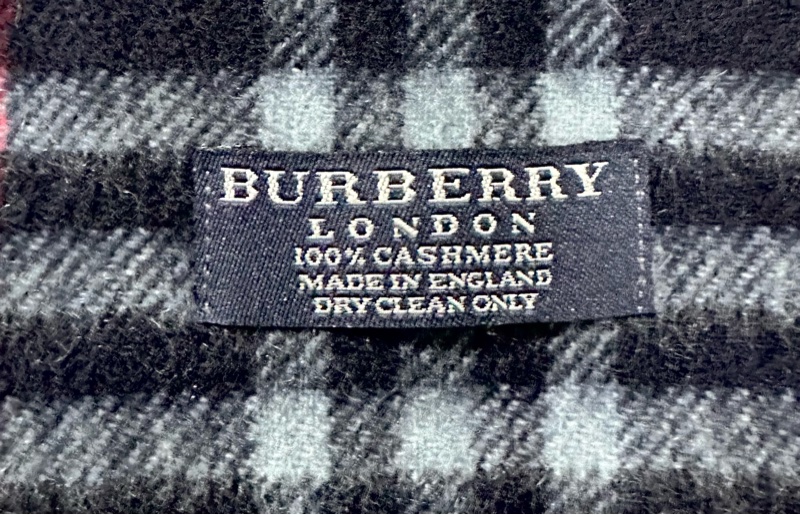 BURBERRY
LONDON
100% CASHMERE
MADE IN ENGLAND
DRY CLEAN ONLY